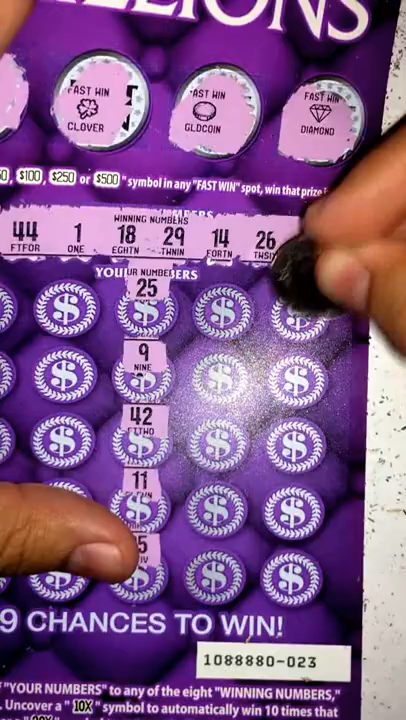 FAST WIN FAST WIN FAST WIN
CLOVER GLDCOIN DIAMOND
$100, $250 or $500" symbol in any "FAST WIN" spot, win that prize
WINNING NUMBERS
44 1 18 29 14 26
FTFOR ONE EGHTN TWNIN FORTN
YOUR NUMBERS
25
9
NINE
42
FTTWO
11
9 CHANCES TO WIN!
1088880-023
"YOUR NUMBERS" to any of the eight "WINNING NUMBERS,"
Uncover a "10X" symbol to automatically win 10 times that